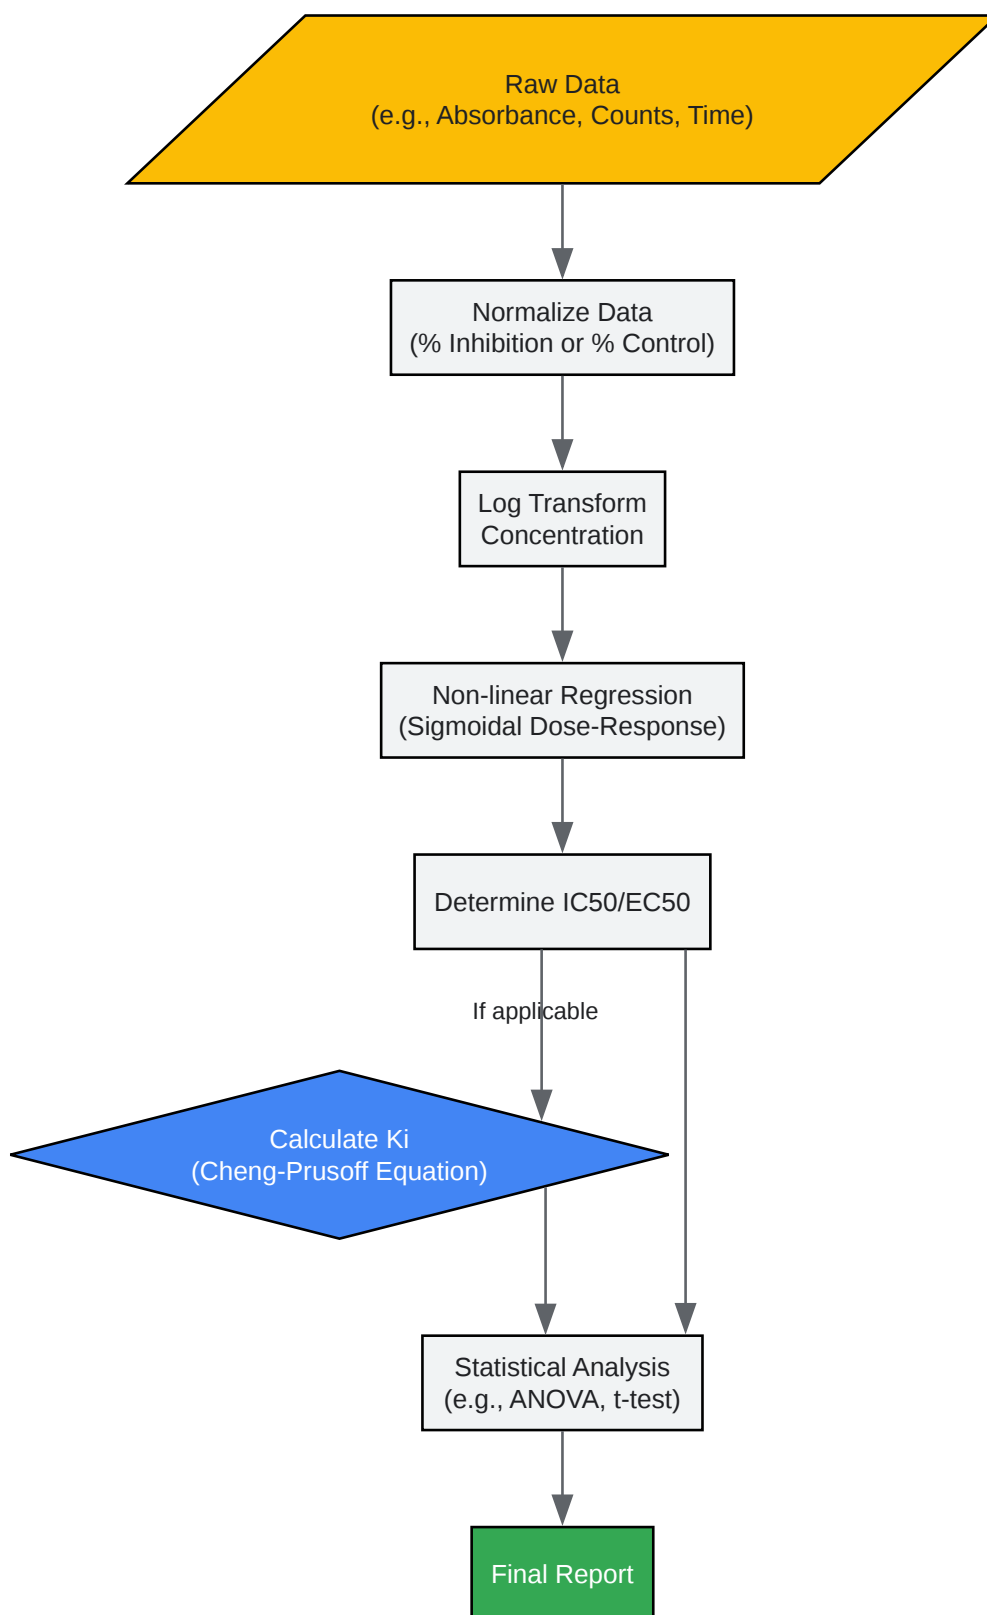 Raw Data
(e.g., Absorbance, Counts, Time)
Normalize Data
(% Inhibition or % Control)
Log Transform
Concentration
Non-linear Regression
(Sigmoidal Dose-Response)
Determine IC50/EC50
If applicable
Calculate Ki
(Cheng-Prusoff Equation)
Statistical Analysis
(e.g., ANOVA, t-test)
Final Report